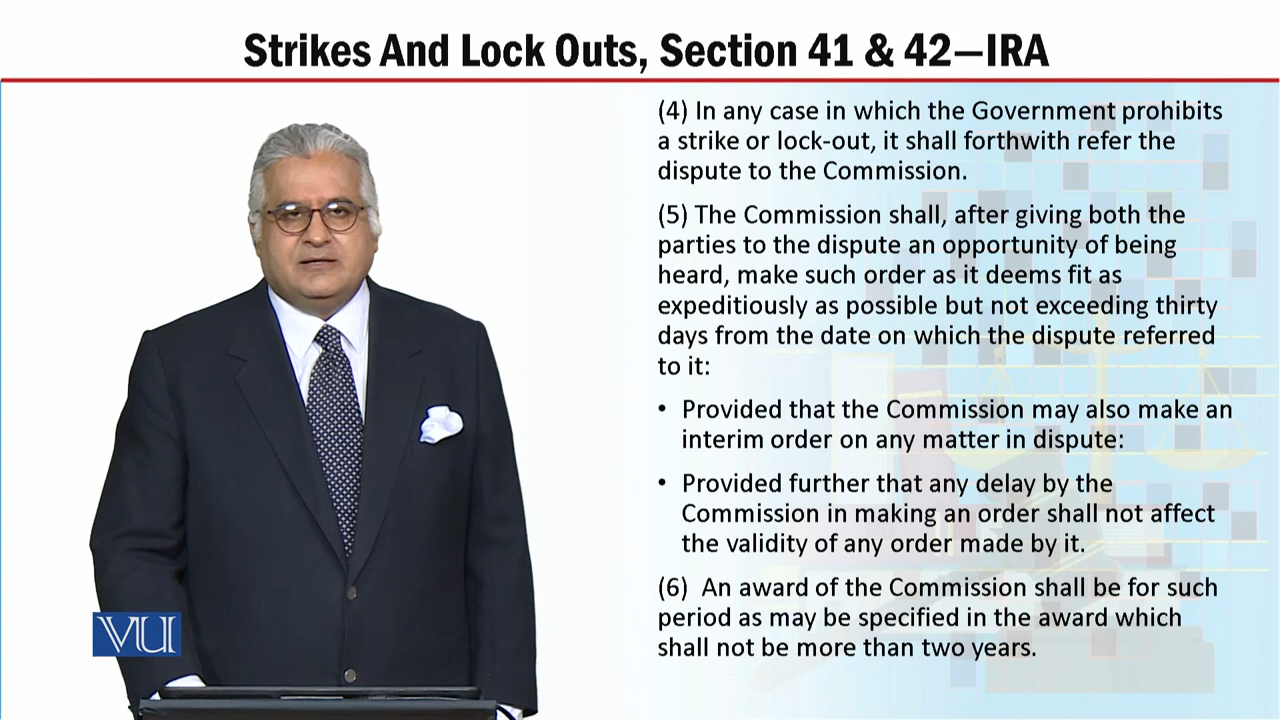 Strikes And Lock Outs, Section 41 & 42—IRA
(4) In any case in which the Government prohibits
a strike or lock-out, it shall forthwith refer the
dispute to the Commission.
(5) The Commission shall, after giving both the
parties to the dispute an opportunity of being
heard, make such order as it deems fit as
expeditiously as possible but not exceeding thirty
days from the date on which the dispute referred
to it:
• Provided that the Commission may also make an
interim order on any matter in dispute:
• Provided further that any delay by the
Commission in making an order shall not affect
the validity of any order made by it.
(6) An award of the Commission shall be for such
period as may be specified in the award which
shall not be more than two years.
VU